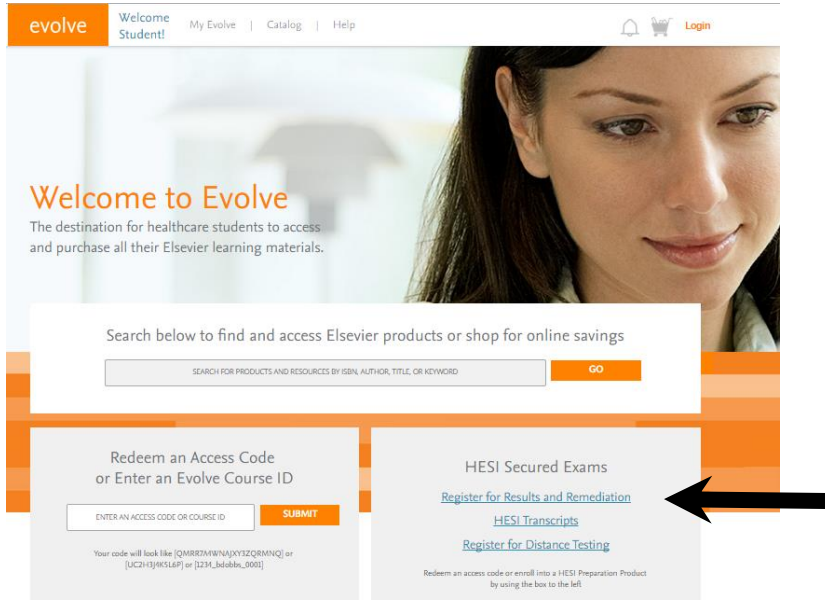 evolve
Welcome
Student!
My Evolve | Catalog | Help
Login
Welcome to Evolve
The destination for healthcare students to access
and purchase all their Elsevier learning materials.
Search below to find and access Elsevier products or shop for online savings
SEARCH FOR PRODUCTS AND RESOURCES BY ISBN, AUTHOR, TITLE, OR KEYWORD
GO
Redeem an Access Code
or Enter an Evolve Course ID
ENTER AN ACCESS CODE OR COURSE ID
SUBMIT
Your code will look like [QMRR7MWNAJXY3ZQRMNQ] or
[UC2H3J4K5L6P] or [1234_bdobbs_0001]
HESI Secured Exams
Register for Results and Remediation
HESI Transcripts
Register for Distance Testing
Redeem an access code or enroll into a HESI Preparation Product
by using the box to the left